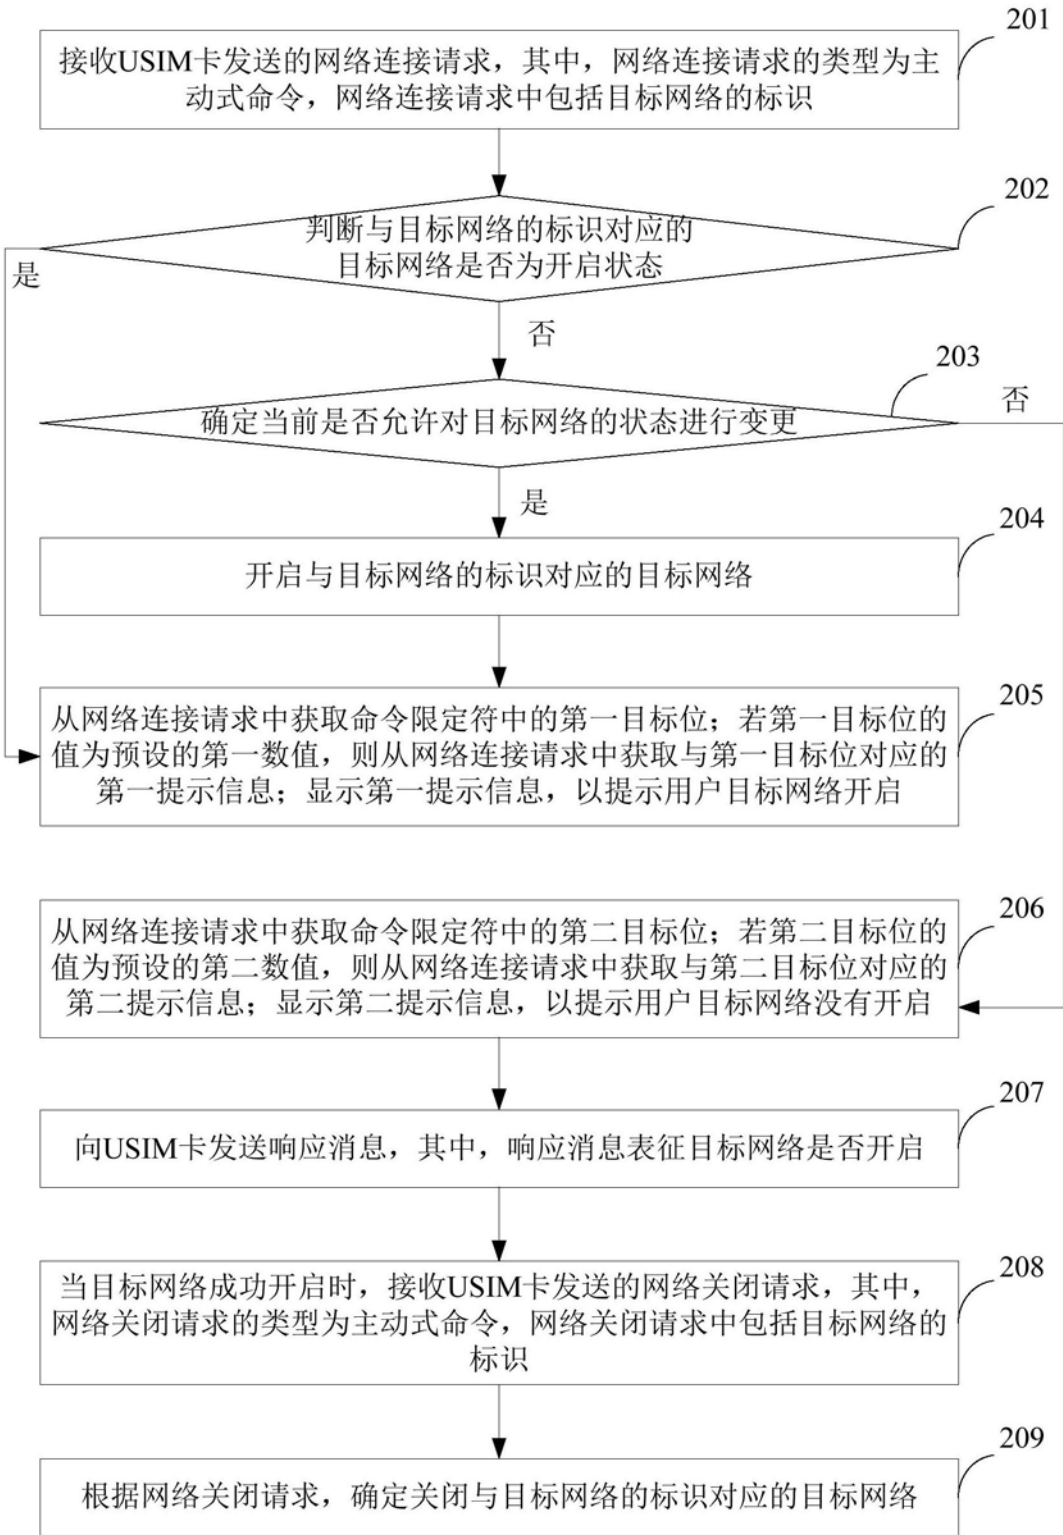 201
接收USIM卡发送的网络连接请求，其中，网络连接请求的类型为主
动式命令，网络连接请求中包括目标网络的标识
202
判断与目标网络的标识对应的
目标网络是否为开启状态
是
否
203
否
确定当前是否允许对目标网络的状态进行变更
是
204
开启与目标网络的标识对应的目标网络
205
从网络连接请求中获取命令限定符中的第一目标位；若第一目标位的
值为预设的第一数值，则从网络连接请求中获取与第一目标位对应的
第一提示信息；显示第一提示信息，以提示用户目标网络开启
206
从网络连接请求中获取命令限定符中的第二目标位；若第二目标位的
值为预设的第二数值，则从网络连接请求中获取与第二目标位对应的
第二提示信息；显示第二提示信息，以提示用户目标网络没有开启
207
向USIM卡发送响应消息，其中，响应消息表征目标网络是否开启
208
当目标网络成功开启时，接收USIM卡发送的网络关闭请求，其中，
网络关闭请求的类型为主动式命令，网络关闭请求中包括目标网络的
标识
209
根据网络关闭请求，确定关闭与目标网络的标识对应的目标网络